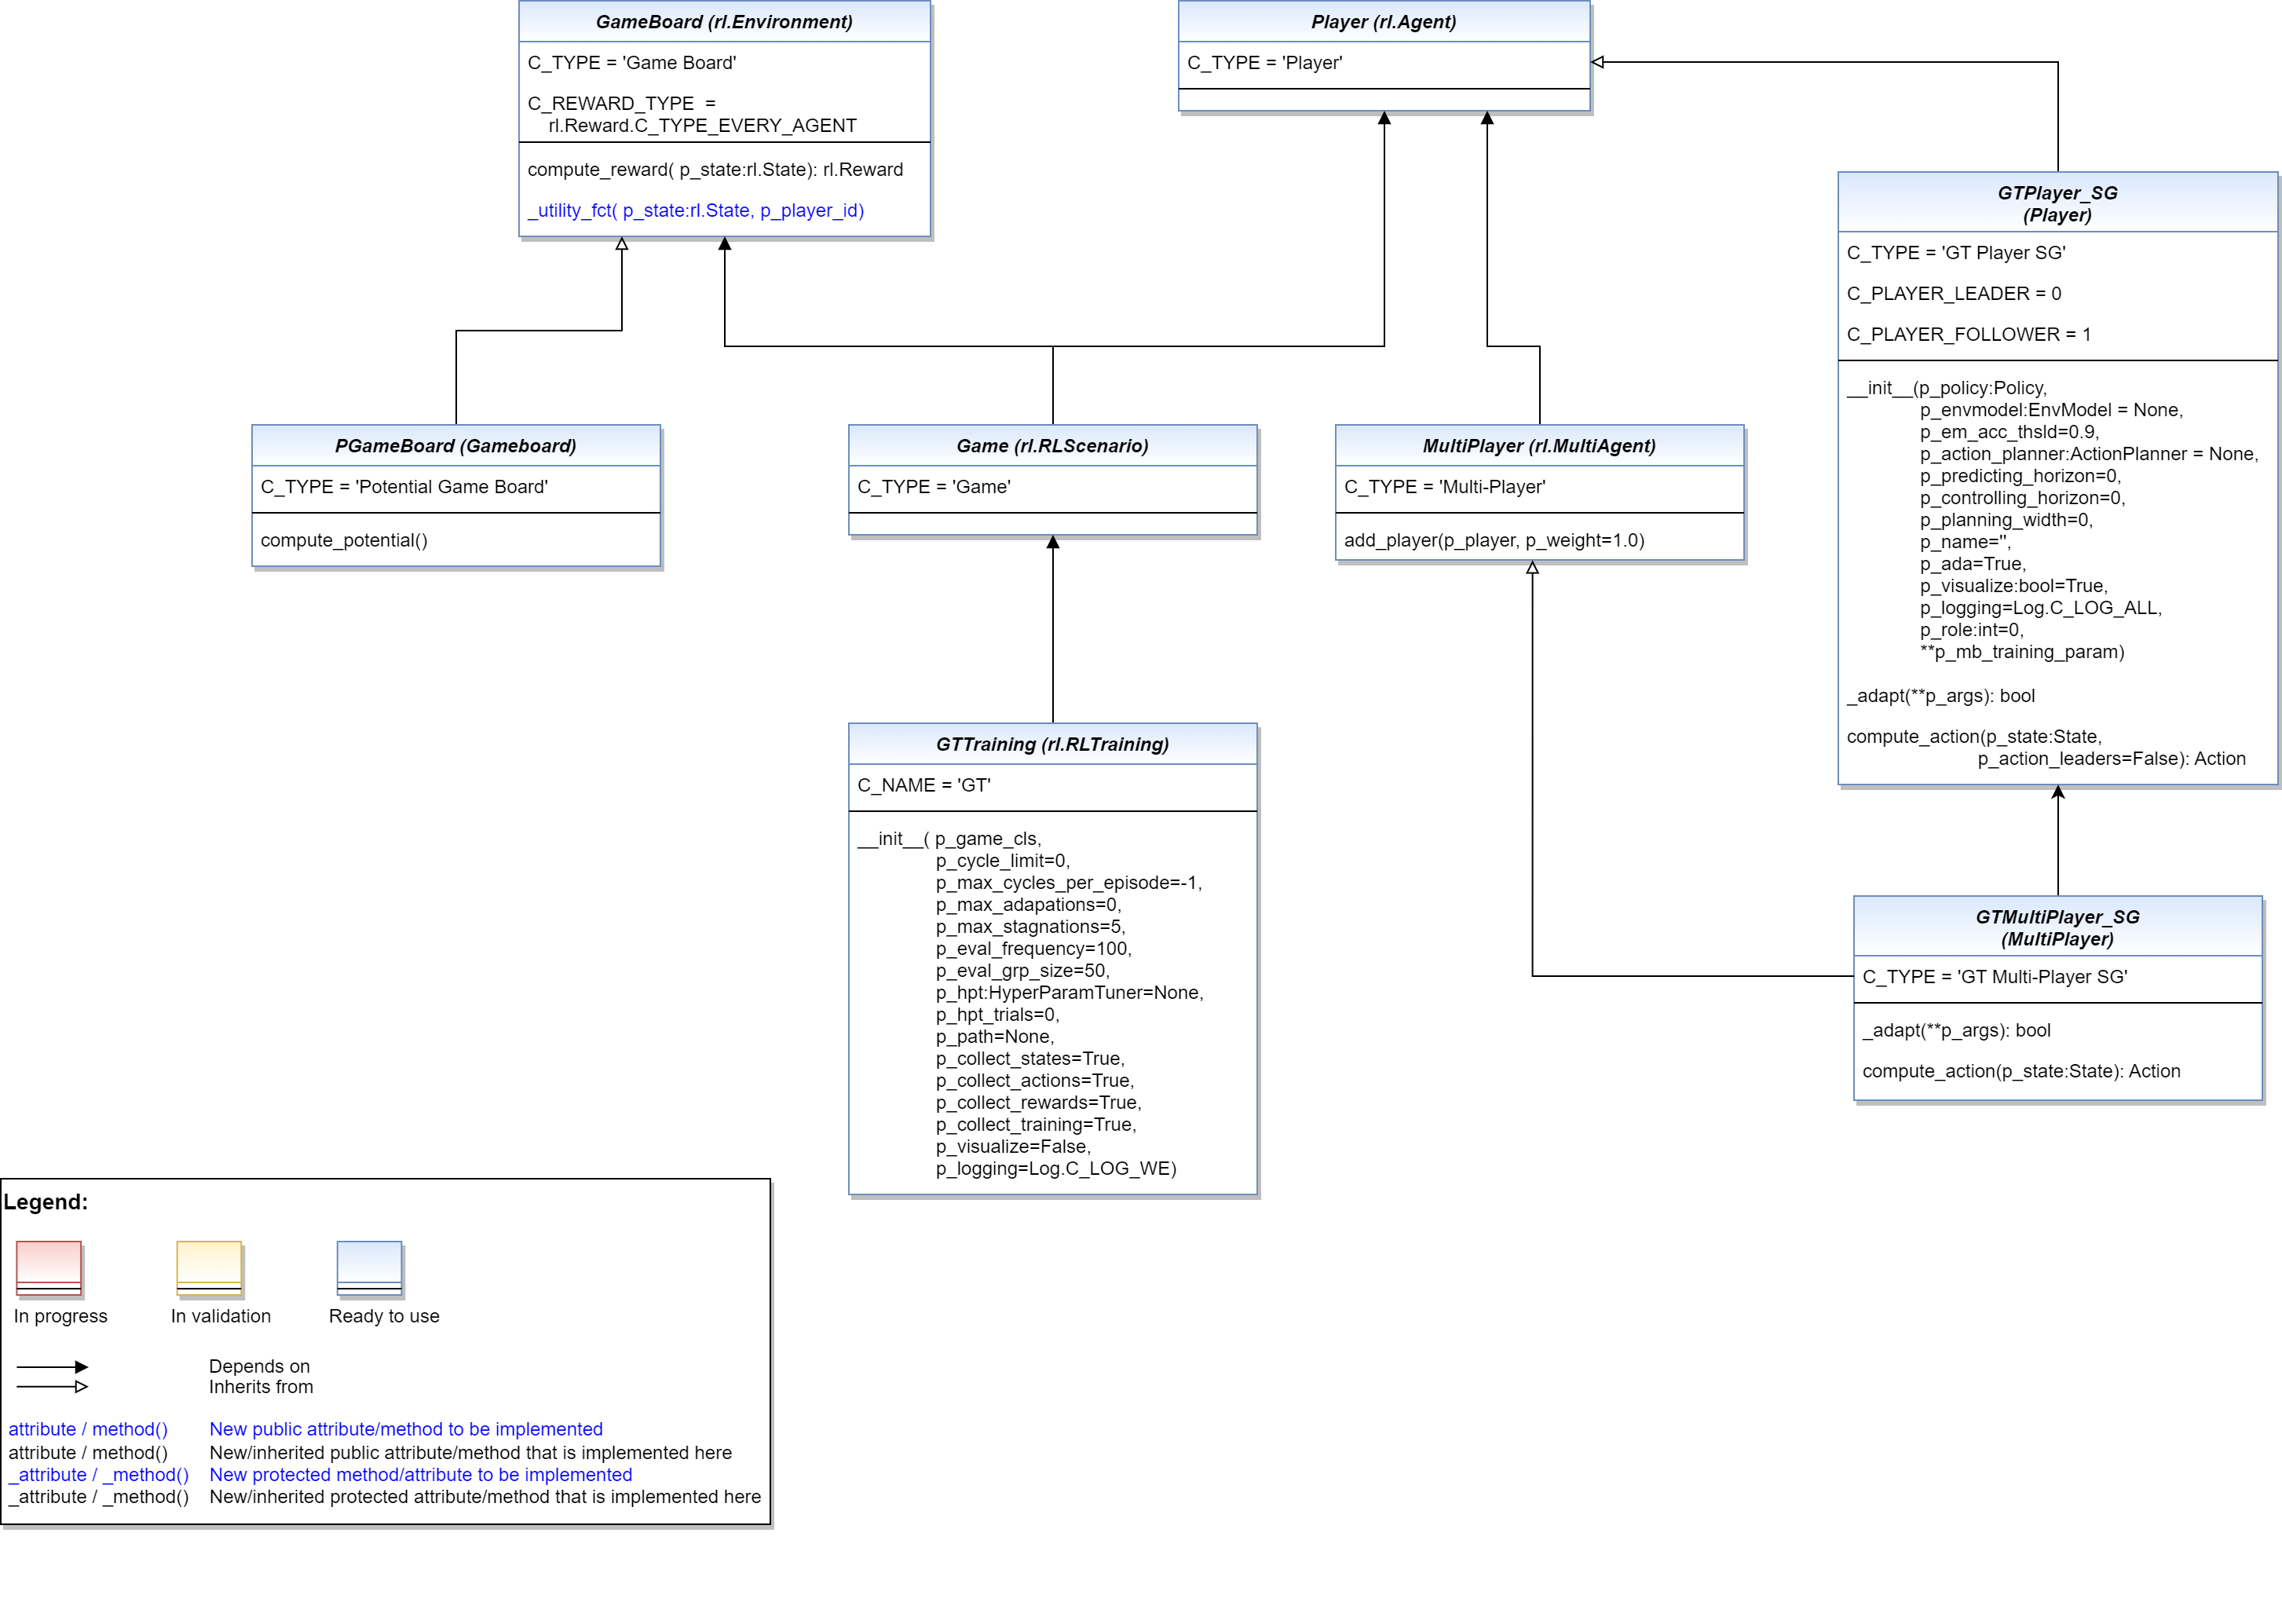 GameBoard (rl.Environment)
C_TYPE = 'Game Board'
C_REWARD_TYPE =
rl.Reward.C_TYPE_EVERY_AGENT
compute_reward( p_state:rl.State): rl.Reward
_utility_fct( p_state:rl.State, p_player_id)
Player (rl.Agent)
C_TYPE = 'Player'
GTPlayer_SG
(Player)
C_TYPE = 'GT Player SG'
C_PLAYER_LEADER = 0
C_PLAYER_FOLLOWER = 1
__init__(p_policy:Policy,
p_envmodel:EnvModel = None,
p_em_acc_thsld=0.9,
p_action_planner:ActionPlanner = None,
p_predicting_horizon=0,
p_controlling_horizon=0,
p_planning_width=0,
p_name='',
p_ada=True,
p_visualize:bool=True,
p_logging=Log.C_LOG_ALL,
p_role:int=0,
**p_mb_training_param)
_adapt(**p_args): bool
compute_action(p_state:State,
p_action_leaders=False): Action
PGameBoard (Gameboard)
C_TYPE = 'Potential Game Board'
compute_potential()
Game (rl.RLScenario)
C_TYPE = 'Game'
MultiPlayer (rl.MultiAgent)
C_TYPE = 'Multi-Player'
add_player(p_player, p_weight=1.0)
GTTraining (rl.RLTraining)
C_NAME = 'GT'
__init__( p_game_cls,
p_cycle_limit=0,
p_max_cycles_per_episode=-1,
p_max_adapations=0,
p_max_stagnations=5,
p_eval_frequency=100,
p_eval_grp_size=50,
p_hpt:HyperParamTuner=None,
p_hpt_trials=0,
p_path=None,
p_collect_states=True,
p_collect_actions=True,
p_collect_rewards=True,
p_collect_training=True,
p_visualize=False,
p_logging=Log.C_LOG_WE)
GTMultiPlayer_SG
(MultiPlayer)
C_TYPE = 'GT Multi-Player SG'
_adapt(**p_args): bool
compute_action(p_state:State): Action
Legend:
In progress
In validation
Ready to use
Depends on
Inherits from
attribute / method() New public attribute/method to be implemented
attribute / method() New/inherited public attribute/method that is implemented here
_attribute / _method() New protected method/attribute to be implemented
_attribute / _method() New/inherited protected attribute/method that is implemented here